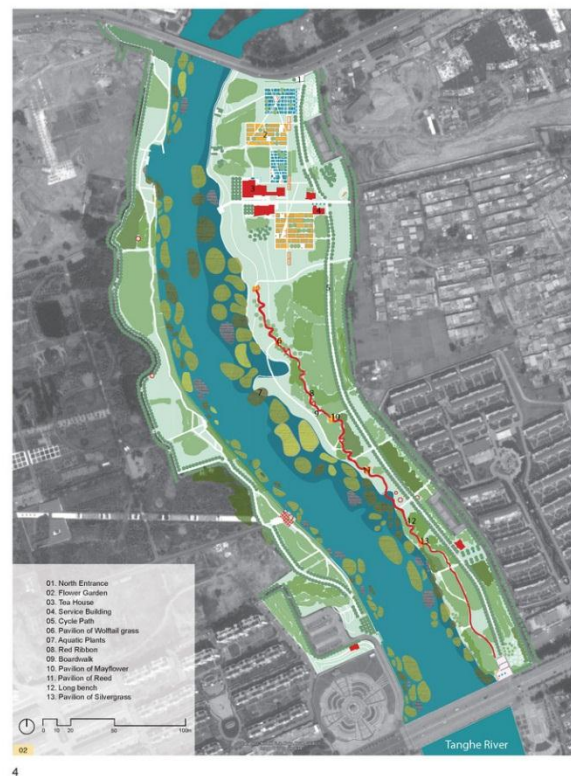 01. North Entrance
02. Flower Garden
03. Tea House
04. Service Building
05. Cycle Path
06. Pavilion of Wolftail grass
07. Aquatic Plants
08. Red Ribbon
09. Boardwalk
10. Pavilion of Mayflower
11. Pavilion of Reed
12. Long bench
13. Pavilion of Silvergrass
0 10 20 50 100m
02
Tanghe River
4